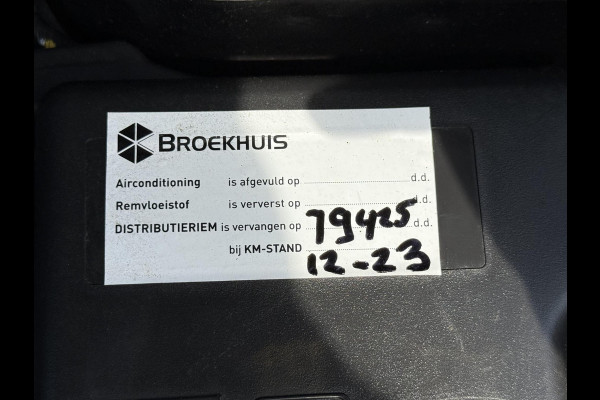 BROEKHUIS
Airconditioning is afgevuld op d.d.
Remvloeistof is ververst op d.d.
DISTRIBUTIERIEM is vervangen op 79425 d.d.
bij KM-STAND 12-23